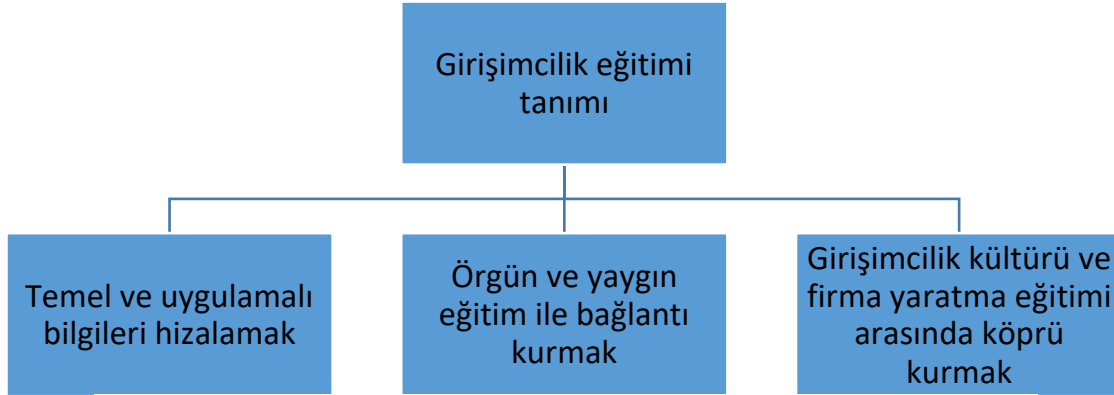 Girişimcilik eğitimi
tanımı
Temel ve uygulamalı
bilgileri hizalamak
Örgün ve yaygın
eğitim ile bağlantı
kurmak
Girişimcilik kültürü ve
firma yaratma eğitimi
arasında köprü
kurmak